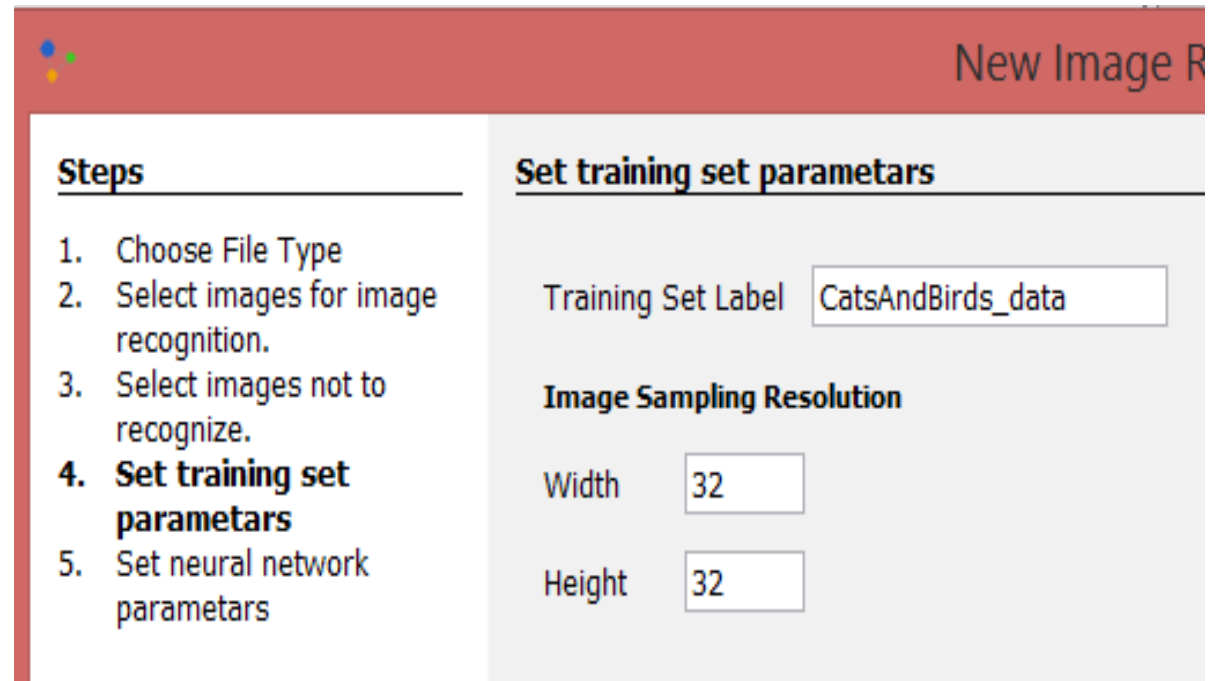 New Image R
Steps
1. Choose File Type
2. Select images for image
recognition.
3. Select images not to
recognize.
4. Set training set
parametars
5. Set neural network
parametars
Set training set parametars
Training Set Label CatsAndBirds_data
Image Sampling Resolution
Width 32
Height 32